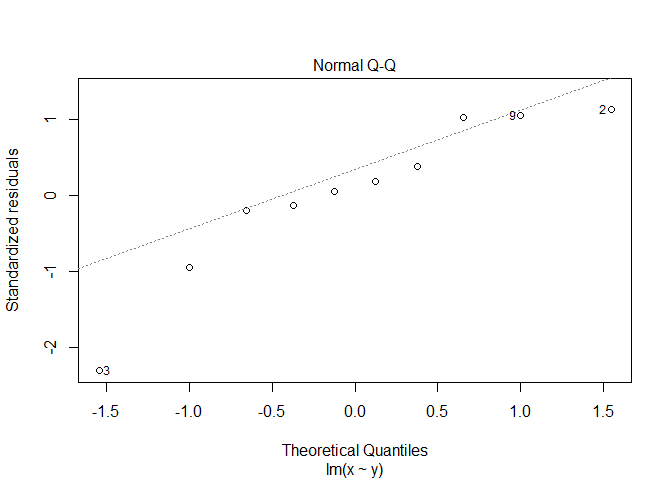 Normal Q-Q
Standardized residuals
1
0
-1
-2
9
2
3
-1.5 -1.0 -0.5 0.0 0.5 1.0 1.5
Theoretical Quantiles
lm(x ~ y)